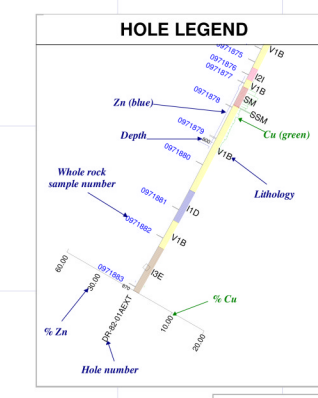 HOLE LEGEND
0971875
V1B
0971876
I2I
0971877
V1B
0971878
SM
Zn (blue)
SSM
Cu (green)
0971879
Depth
V1B
0971880
Whole rock
sample number
Lithology
0971881
I1D
0971882
V1B
0971883
I3E
60.00
30.00
% Zn
DR-82-01AEXT
% Cu
10.00
20.00
Hole number